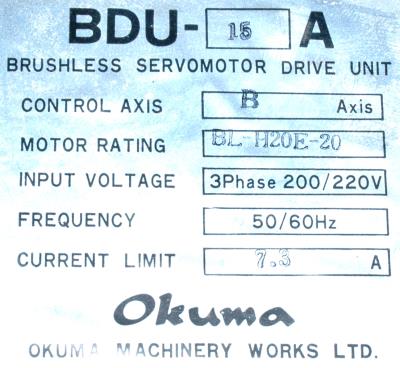 BDU-15A
BRUSHLESS SERVOMOTOR DRIVE UNIT
CONTROL AXIS B Axis
MOTOR RATING BL-H20E-20
INPUT VOLTAGE 3Phase 200/220V
FREQUENCY 50/60Hz
CURRENT LIMIT 7.3 A
Okuma
OKUMA MACHINERY WORKS LTD.